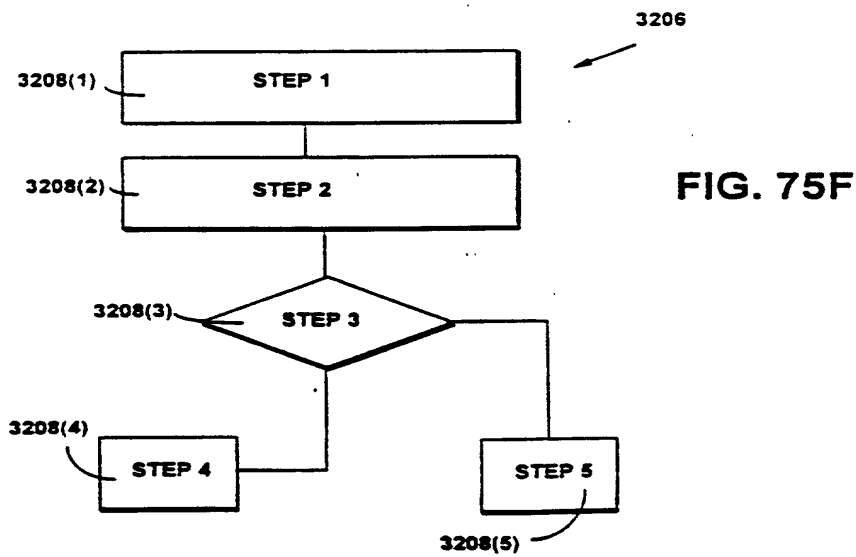 3206
3208(1)
STEP 1
3208(2)
STEP 2
FIG. 75F
3208(3)
STEP 3
3208(4)
STEP 4
STEP 5
3208(5)